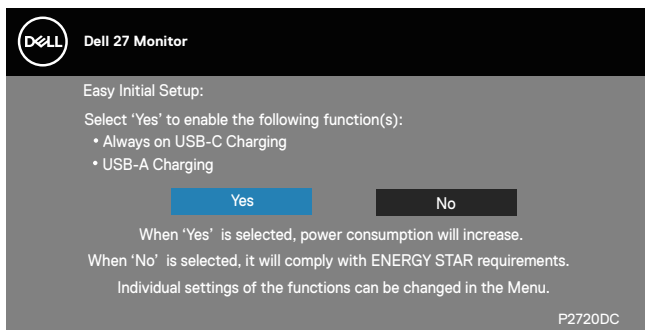 DELL
Dell 27 Monitor
Easy Initial Setup:
Select ‘Yes’ to enable the following function(s):
• Always on USB-C Charging
• USB-A Charging
Yes No
When ‘Yes’ is selected, power consumption will increase.
When ‘No’ is selected, it will comply with ENERGY STAR requirements.
Individual settings of the functions can be changed in the Menu.
P2720DC